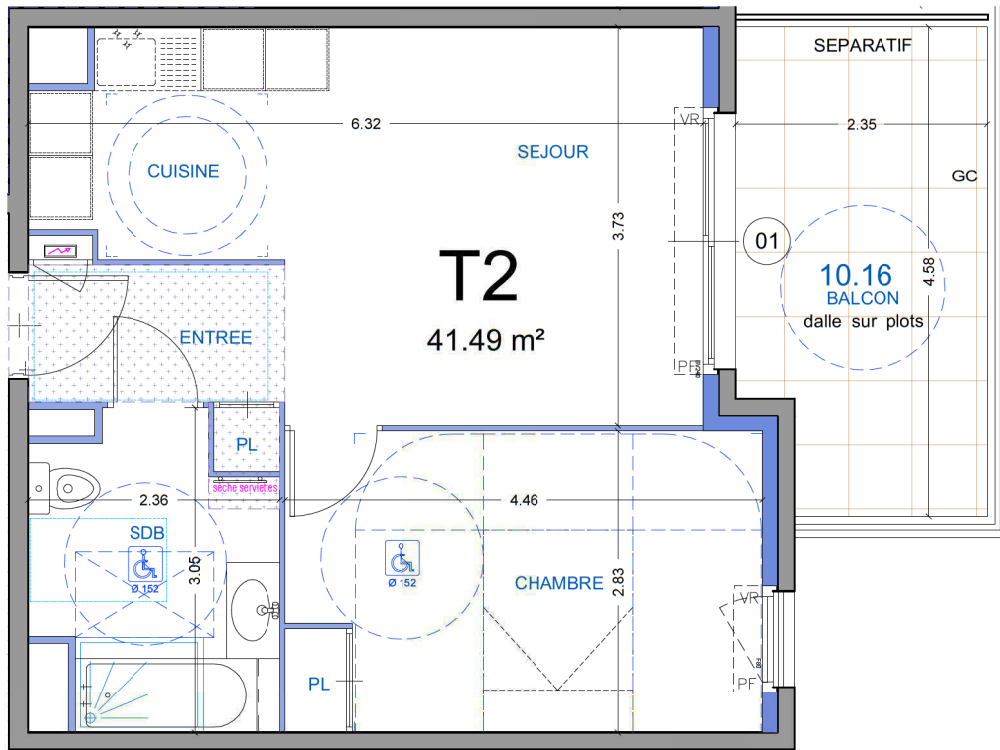 SEPARATIF
VR
6.32
2.35
SEJOUR
CUISINE
GC
3.73
01
T2
10.16
BALCON
4.58
dalle sur plots
41.49 m²
ENTREE
PF
PL
sèche serviettes
2.36
4.46
SDB
Ø 152
3.05
Ø 152
CHAMBRE
2.83
VR
PL
PF